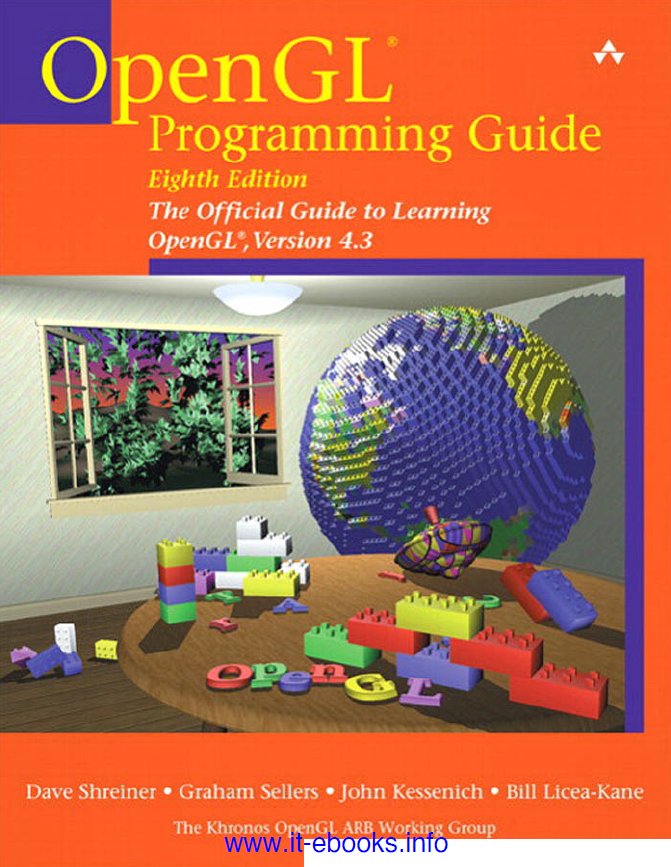 OpenGL®
Programming Guide
Eighth Edition
The Official Guide to Learning
OpenGL®, Version 4.3
OpenGL
Dave Shreiner • Graham Sellers • John Kessenich • Bill Licea-Kane
The Khronos OpenGL ARB Working Group
www.it-ebooks.info